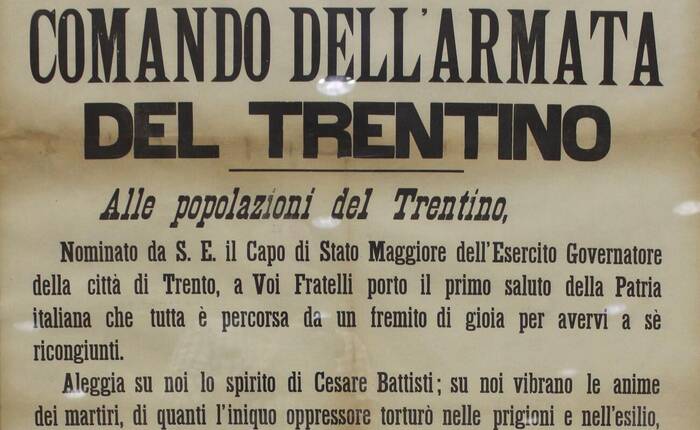 COMANDO DELL'ARMATA
DEL TRENTINO
Alle popolazioni del Trentino,
Nominato da S. E. il Capo di Stato Maggiore dell'Esercito Governatore
della città di Trento, a Voi Fratelli porto il primo saluto della Patria
italiana che tutta è percorsa da un fremito di gioia per avervi a sè
ricongiunti.
Aleggia su noi lo spirito di Cesare Battisti; su noi vibrano le anime
dei martiri, di quanti l'iniquo oppressore torturò nelle prigioni e nell'esilio,